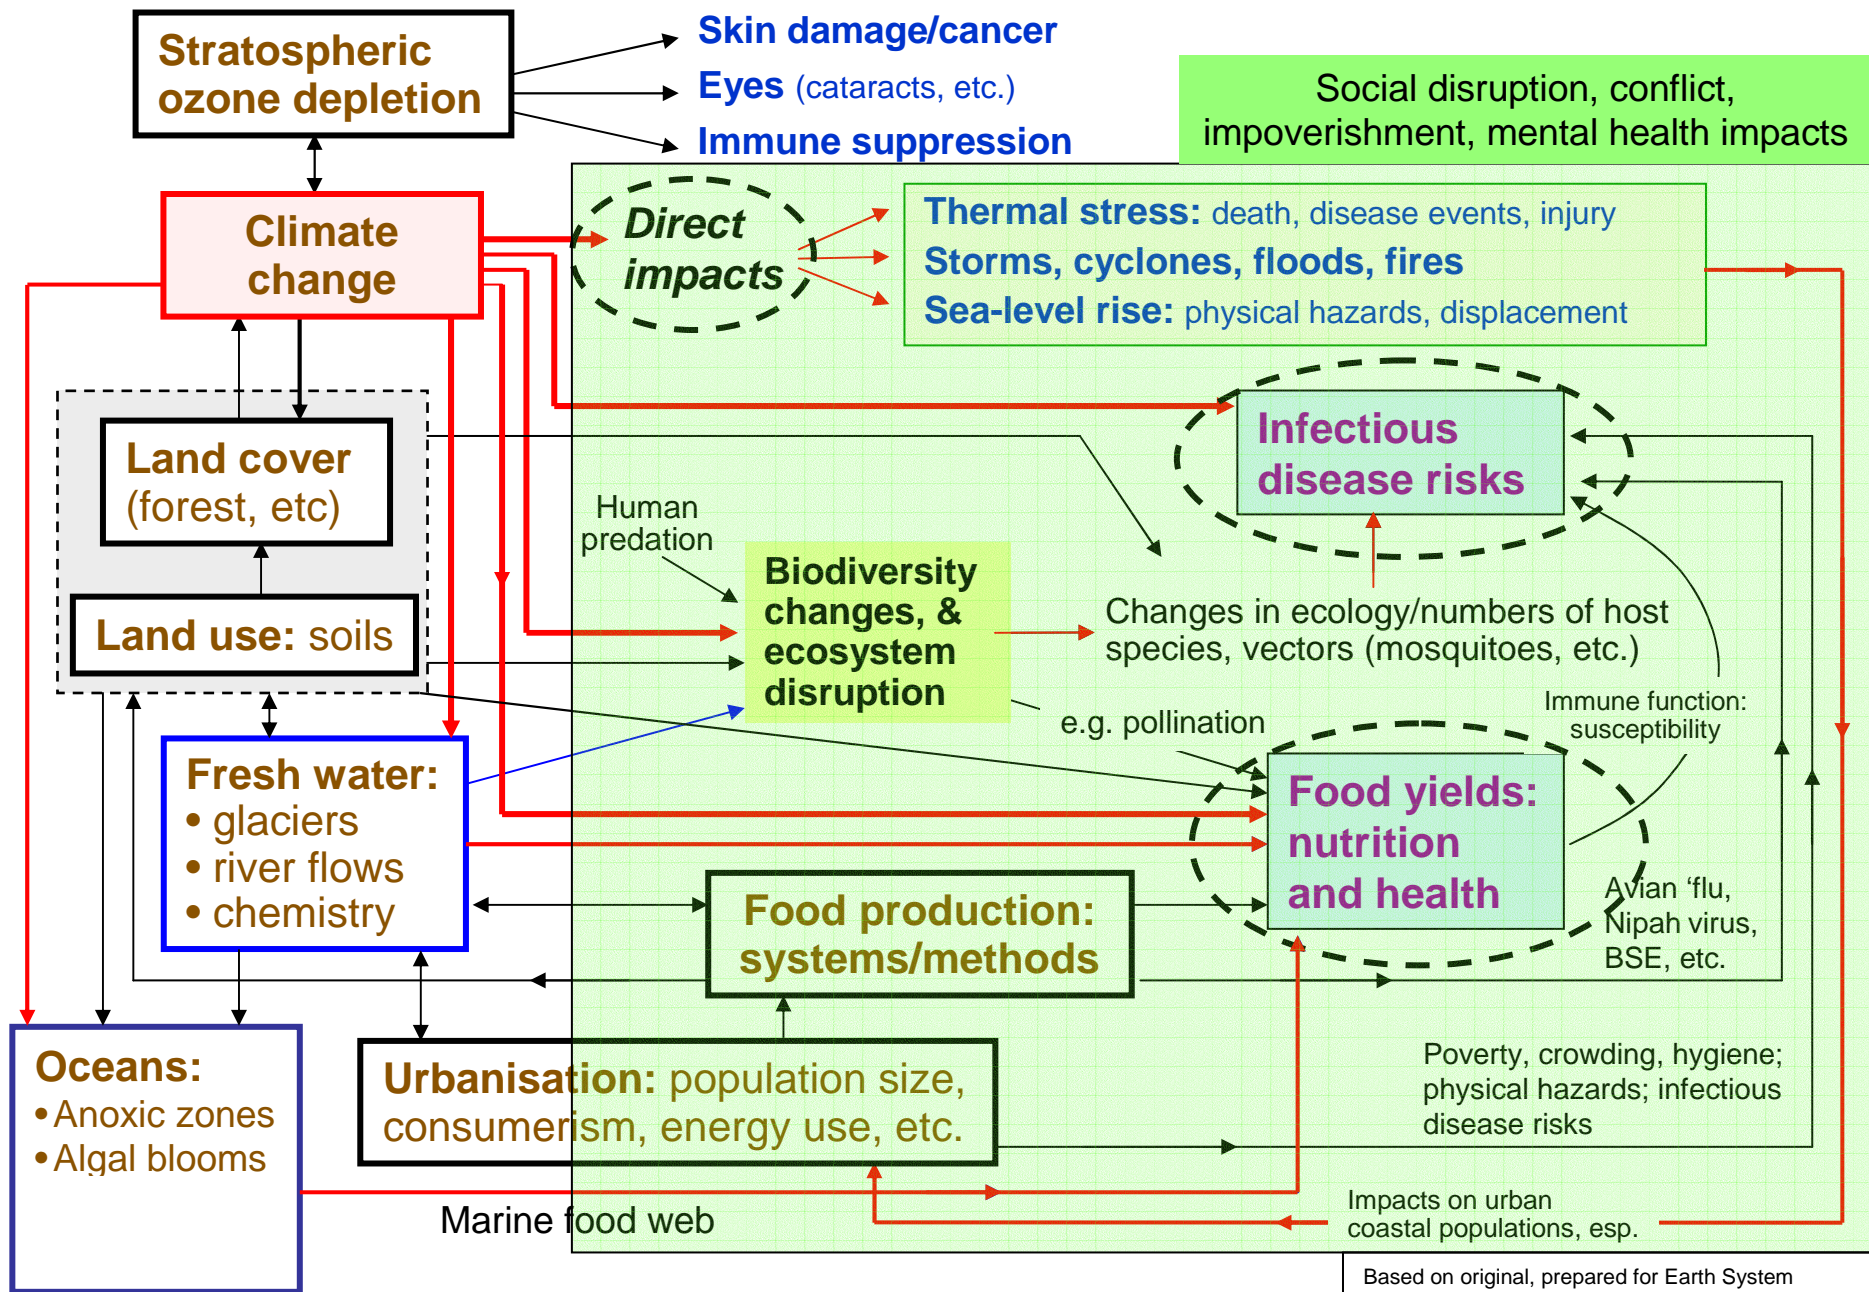 Stratospheric
ozone depletion
Skin damage/cancer
Eyes (cataracts, etc.)
Immune suppression
Social disruption, conflict,
impoverishment, mental health impacts
Climate
change
Direct
impacts
Thermal stress: death, disease events, injury
Storms, cyclones, floods, fires
Sea-level rise: physical hazards, displacement
Land cover
(forest, etc)
Land use: soils
Infectious
disease risks
Human
predation
Biodiversity
changes, &
ecosystem
disruption
Changes in ecology/numbers of host
species, vectors (mosquitoes, etc.)
e.g. pollination
Immune function:
susceptibility
Fresh water:
• glaciers
• river flows
• chemistry
Food yields:
nutrition
and health
Food production:
systems/methods
Avian ‘flu,
Nipah virus,
BSE, etc.
Oceans:
• Anoxic zones
• Algal blooms
Urbanisation: population size,
consumerism, energy use, etc.
Poverty, crowding, hygiene;
physical hazards; infectious
disease risks
Marine food web
Impacts on urban
coastal populations, esp.
Based on original, prepared for Earth System